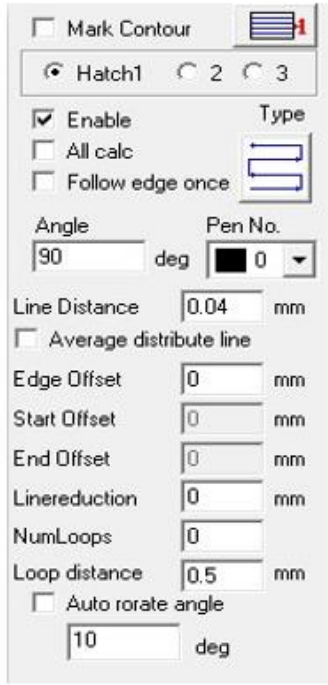 Mark Contour
1
Hatch1 2 3
Enable Type
All calc
Follow edge once
Angle Pen No.
90 deg 0
Line Distance 0.04 mm
Average distribute line
Edge Offset 0 mm
Start Offset 0 mm
End Offset 0 mm
Linereduction 0 mm
NumLoops 0
Loop distance 0.5 mm
Auto rorate angle
10 deg